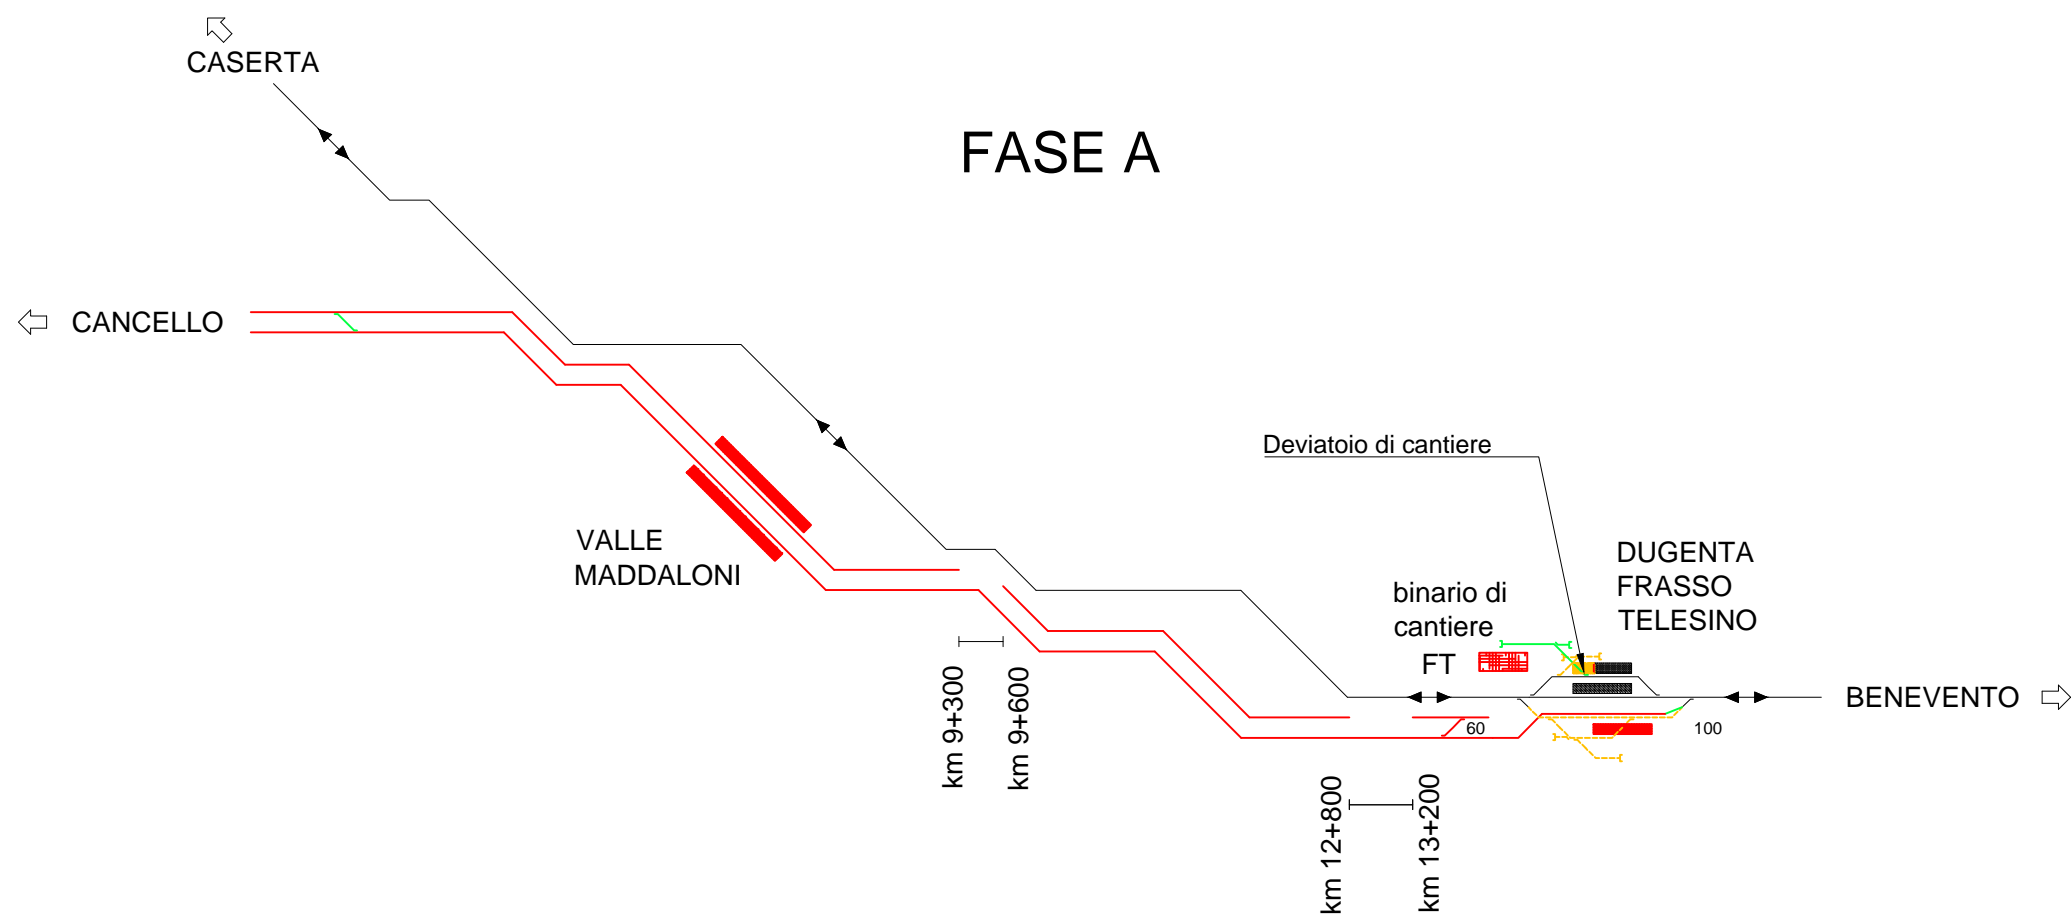 CASERTA
FASE A
CANCELLO
Deviatoio di cantiere
VALLE
MADDALONI
DUGENTA
FRASSO
TELESINO
binario di
cantiere
FT
BENEVENTO
60
100
km 9+300
km 9+600
km 12+800
km 13+200